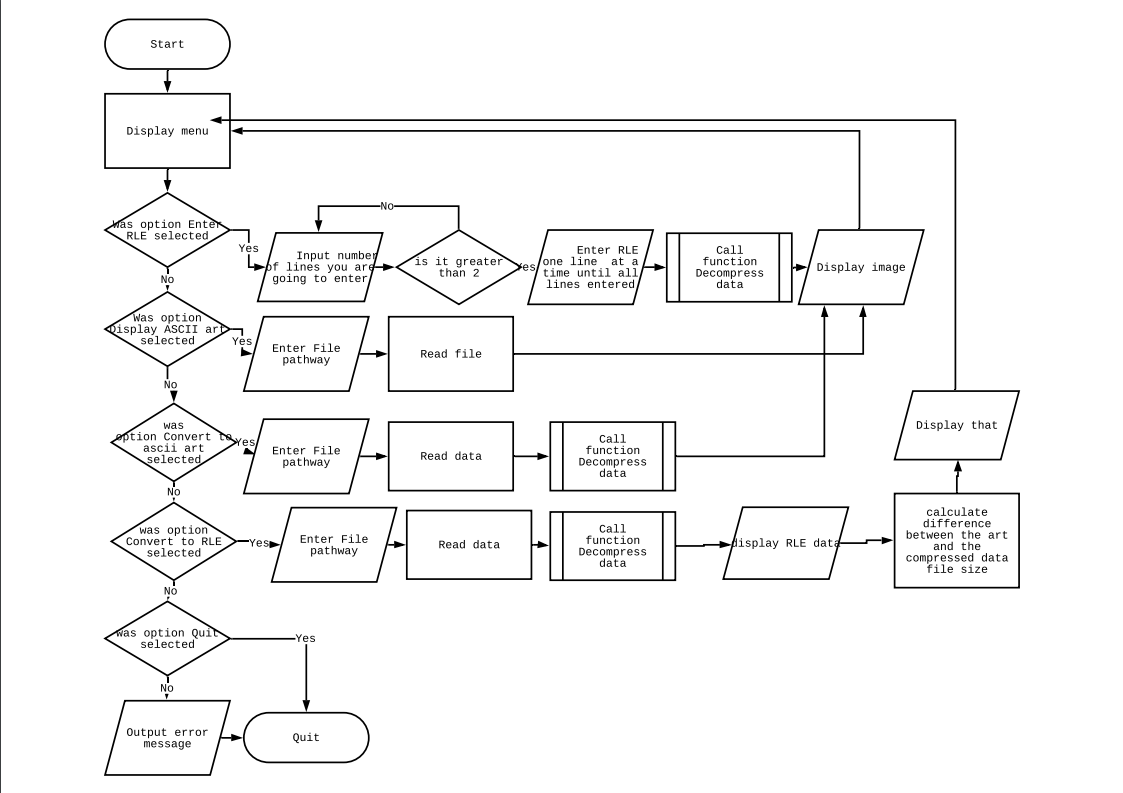 Start
Display menu
Was option Enter
RLE selected
Yes
No
Input number
of lines you are
going to enter
No
is it greater
than 2
Yes
Enter RLE
one line  at a
time until all
lines entered
Call
function
Decompress
data
Display image
Was option
Display ASCII art
selected
Yes
No
Enter File
pathway
Read file
was
option Convert to
ascii art
selected
Yes
No
Enter File
pathway
Read data
Call
function
Decompress
data
Display that
was option
Convert to RLE
selected
Yes
No
Enter File
pathway
Read data
Call
function
Decompress
data
display RLE data
calculate
difference
between the art
and the
compressed data
file size
was option Quit
selected
Yes
No
Output error
message
Quit